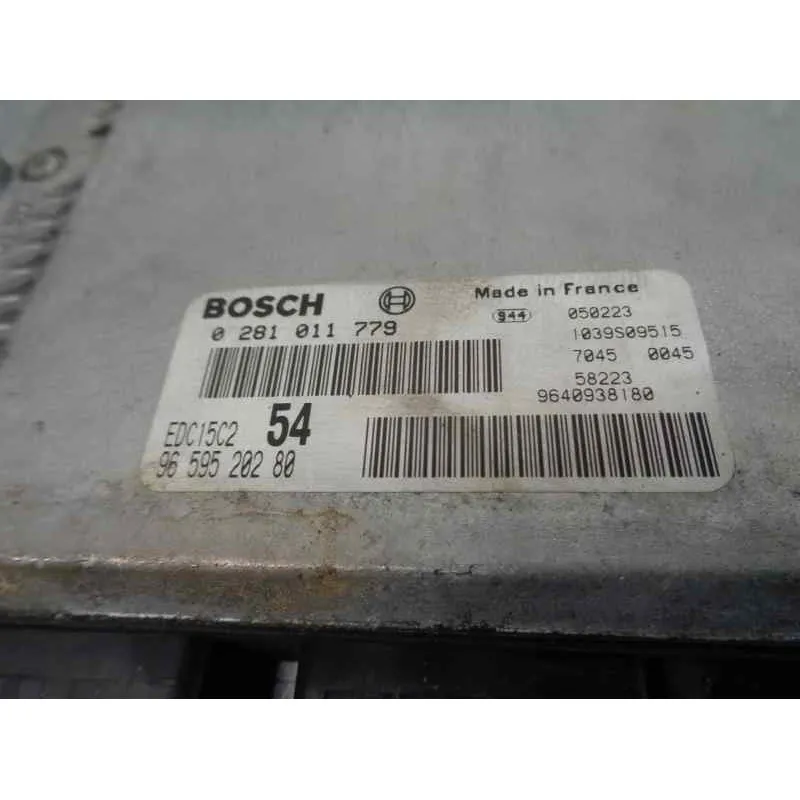 BOSCH
Made in France
0 281 011 779
944
050223
1039S09515
7045 0045
58223
9640938180
EDC15C2 54
96 595 202 80